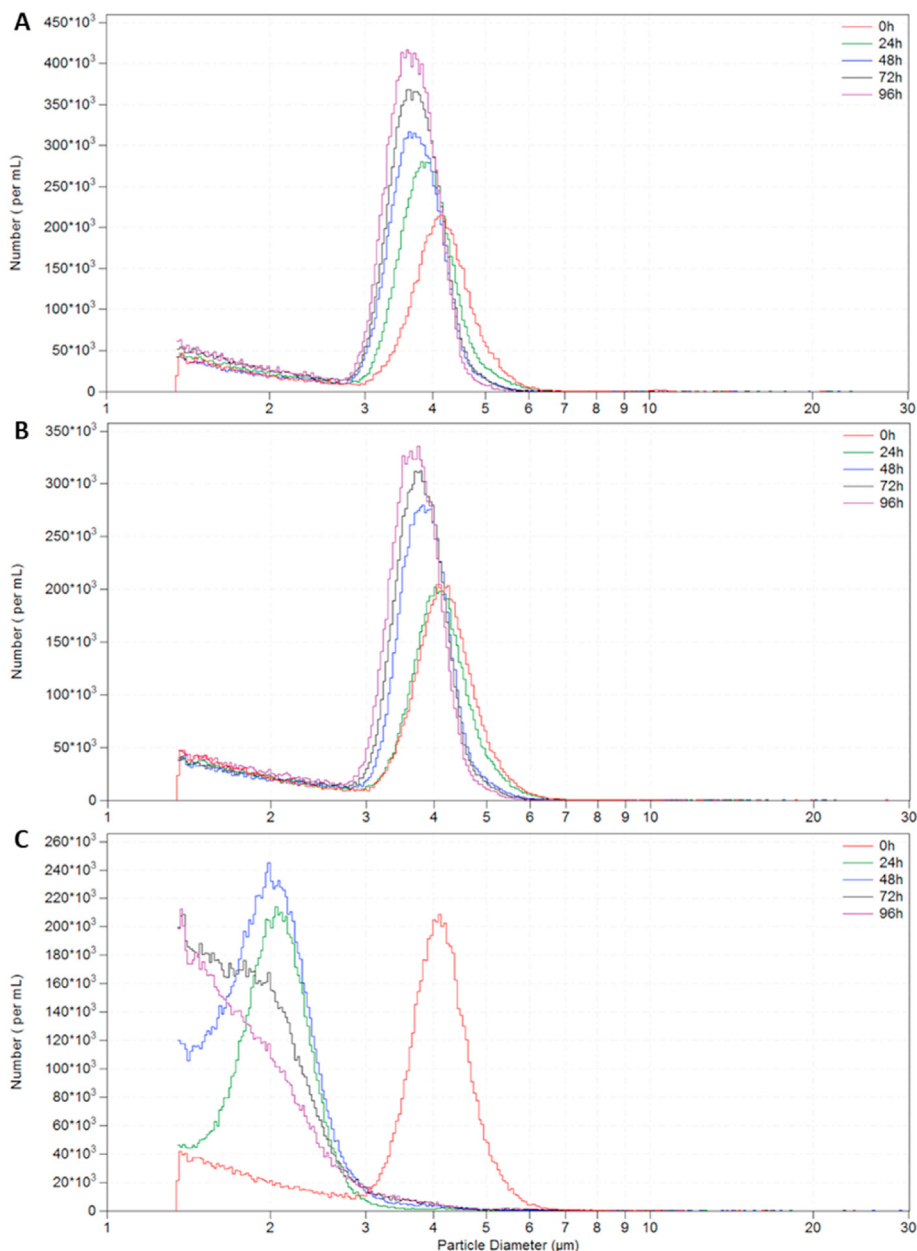 A
450*10³
400*10³
350*10³
300*10³
250*10³
200*10³
150*10³
100*10³
50*10³
0
Number ( per mL)
0h
24h
48h
72h
96h
1 2 3 4 5 6 7 8 9 10 20 30
B
350*10³
300*10³
250*10³
200*10³
150*10³
100*10³
50*10³
0
Number ( per mL)
0h
24h
48h
72h
96h
1 2 3 4 5 6 7 8 9 10 20 30
C
260*10³
240*10³
220*10³
200*10³
180*10³
160*10³
140*10³
120*10³
100*10³
80*10³
60*10³
40*10³
20*10³
0
Number ( per mL)
0h
24h
48h
72h
96h
1 2 3 4 5 6 7 8 9 10 20 30
Particle Diameter (µm)